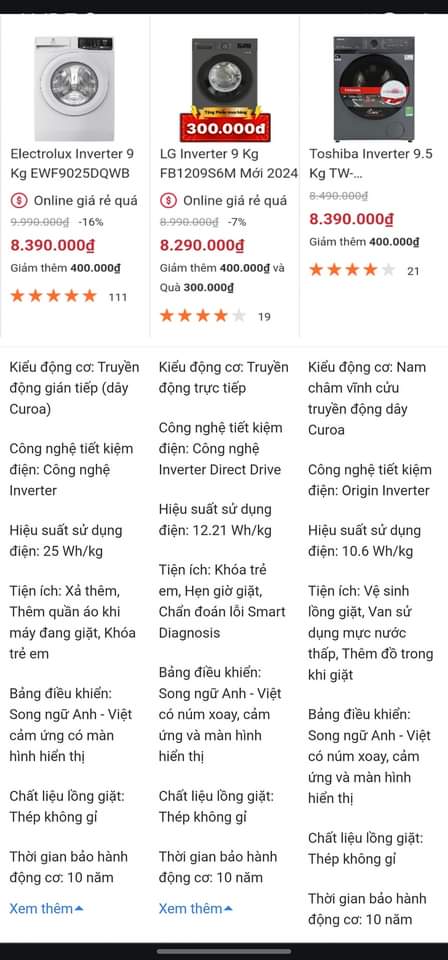 Tặng Phiếu mua hàng
300.000đ
Electrolux Inverter 9
Kg EWF9025DQWB
Online giá rẻ quá
9.990.000₫ -16%
8.390.000₫
Giảm thêm 400.000₫
111
LG Inverter 9 Kg
FB1209S6M Mới 2024
Online giá rẻ quá
8.990.000₫ -7%
8.290.000₫
Giảm thêm 400.000₫ và
Quà 300.000₫
19
Toshiba Inverter 9.5
Kg TW-...
8.490.000₫
8.390.000₫
Giảm thêm 400.000₫
21
Kiểu động cơ: Truyền
động gián tiếp (dây
Curoa)
Công nghệ tiết kiệm
điện: Công nghệ
Inverter
Hiệu suất sử dụng
điện: 25 Wh/kg
Tiện ích: Xả thêm,
Thêm quần áo khi
máy đang giặt, Khóa
trẻ em
Bảng điều khiển:
Song ngữ Anh - Việt
cảm ứng có màn
hình hiển thị
Chất liệu lồng giặt:
Thép không gỉ
Thời gian bảo hành
động cơ: 10 năm
Xem thêm
Kiểu động cơ: Truyền
động trực tiếp
Công nghệ tiết kiệm
điện: Công nghệ
Inverter Direct Drive
Hiệu suất sử dụng
điện: 12.21 Wh/kg
Tiện ích: Khóa trẻ
em, Hẹn giờ giặt,
Chẩn đoán lỗi Smart
Diagnosis
Bảng điều khiển:
Song ngữ Anh - Việt
có núm xoay, cảm
ứng và màn hình
hiển thị
Chất liệu lồng giặt:
Thép không gỉ
Thời gian bảo hành
động cơ: 10 năm
Xem thêm
Kiểu động cơ: Nam
châm vĩnh cửu
truyền động dây
Curoa
Công nghệ tiết kiệm
điện: Origin Inverter
Hiệu suất sử dụng
điện: 10.6 Wh/kg
Tiện ích: Vệ sinh
lồng giặt, Van sử
dụng mực nước
thấp, Thêm đồ trong
khi giặt
Bảng điều khiển:
Song ngữ Anh - Việt
có núm xoay, cảm
ứng và màn hình
hiển thị
Chất liệu lồng giặt:
Thép không gỉ
Thời gian bảo hành
động cơ: 10 năm